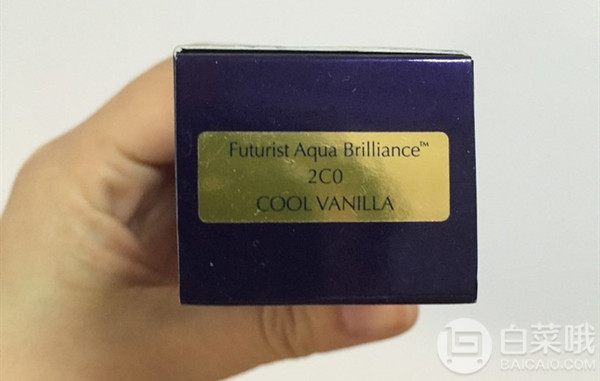 Futurist Aqua Brilliance™
2C0
COOL VANILLA
白菜哦
BAICAIO.COM